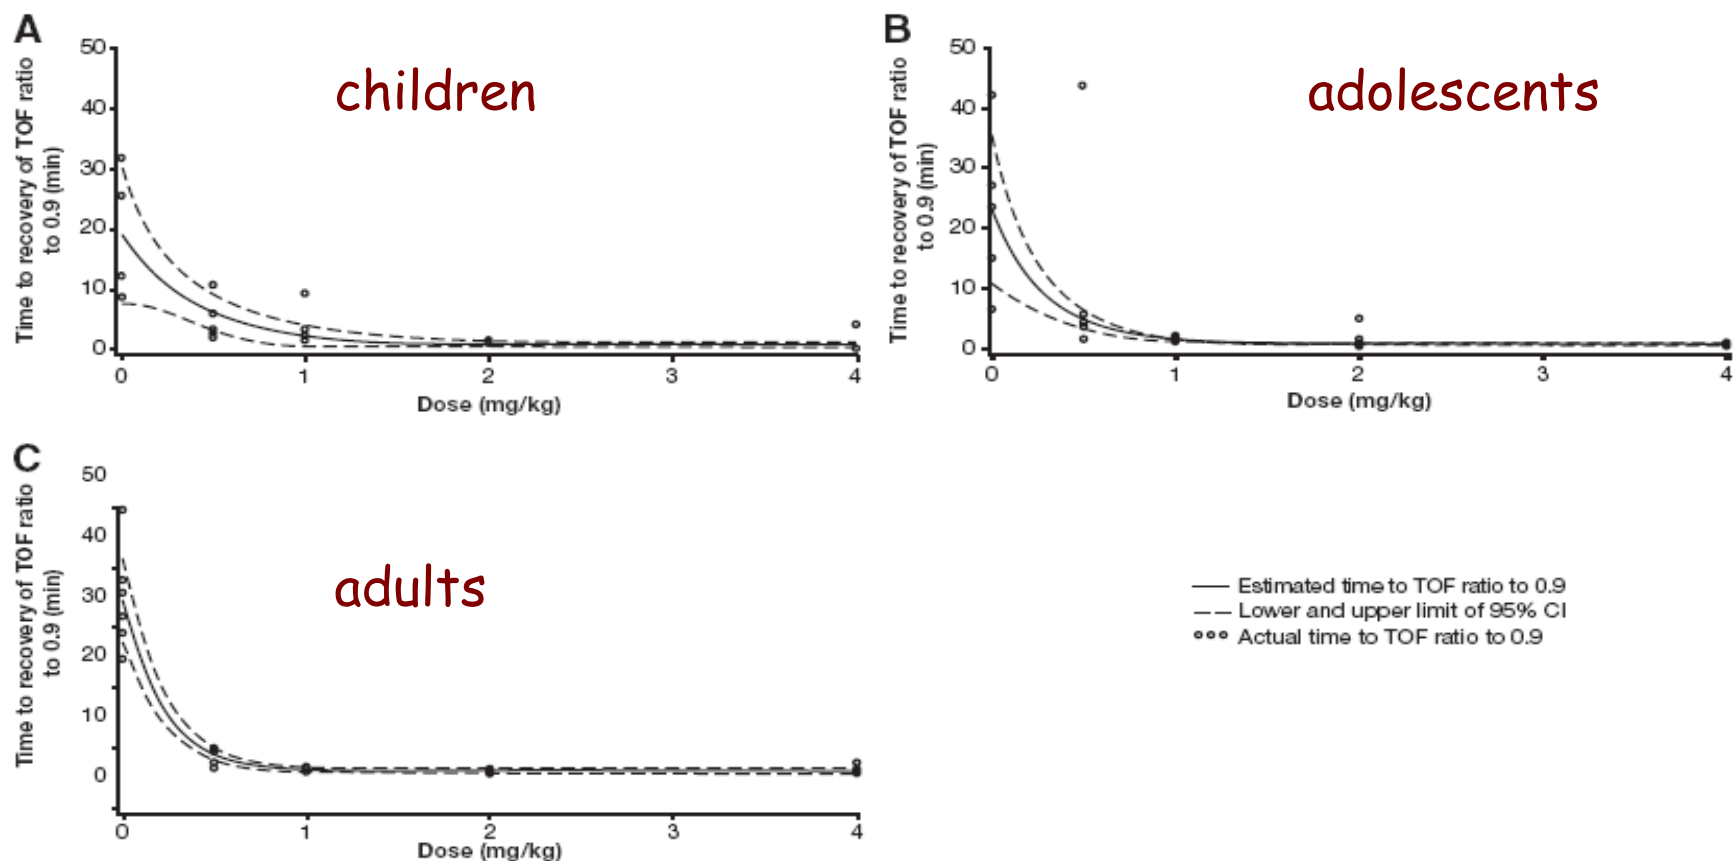 A
children
Time to recovery of TOF ratio
to 0.9 (min)
50
40
30
20
10
0
0 1 2 3 4
Dose (mg/kg)
B
adolescents
Time to recovery of TOF ratio
to 0.9 (min)
50
40
30
20
10
0
0 1 2 3 4
Dose (mg/kg)
C
adults
Time to recovery of TOF ratio
to 0.9 (min)
50
40
30
20
10
0
0 1 2 3 4
Dose (mg/kg)
Estimated time to TOF ratio to 0.9
Lower and upper limit of 95% CI
Actual time to TOF ratio to 0.9